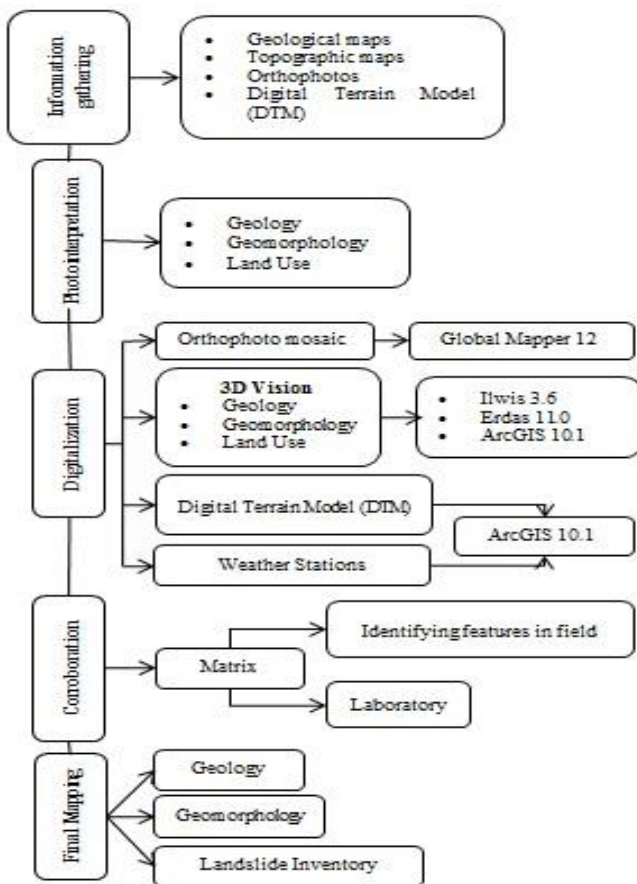 Information
gathering
• Geological maps
• Topographic maps
• Orthophotos
• Digital Terrain Model
(DTM)
Photointerpretation
• Geology
• Geomorphology
• Land Use
Digitalization
Orthophoto mosaic
Global Mapper 12
3D Vision
• Geology
• Geomorphology
• Land Use
• Ilwis 3.6
• Erdas 11.0
• ArcGIS 10.1
Digital Terrain Model (DTM)
ArcGIS 10.1
Weather Stations
Corroboration
Matrix
Identifying features in field
Laboratory
Final Mapping
Geology
Geomorphology
Landslide Inventory